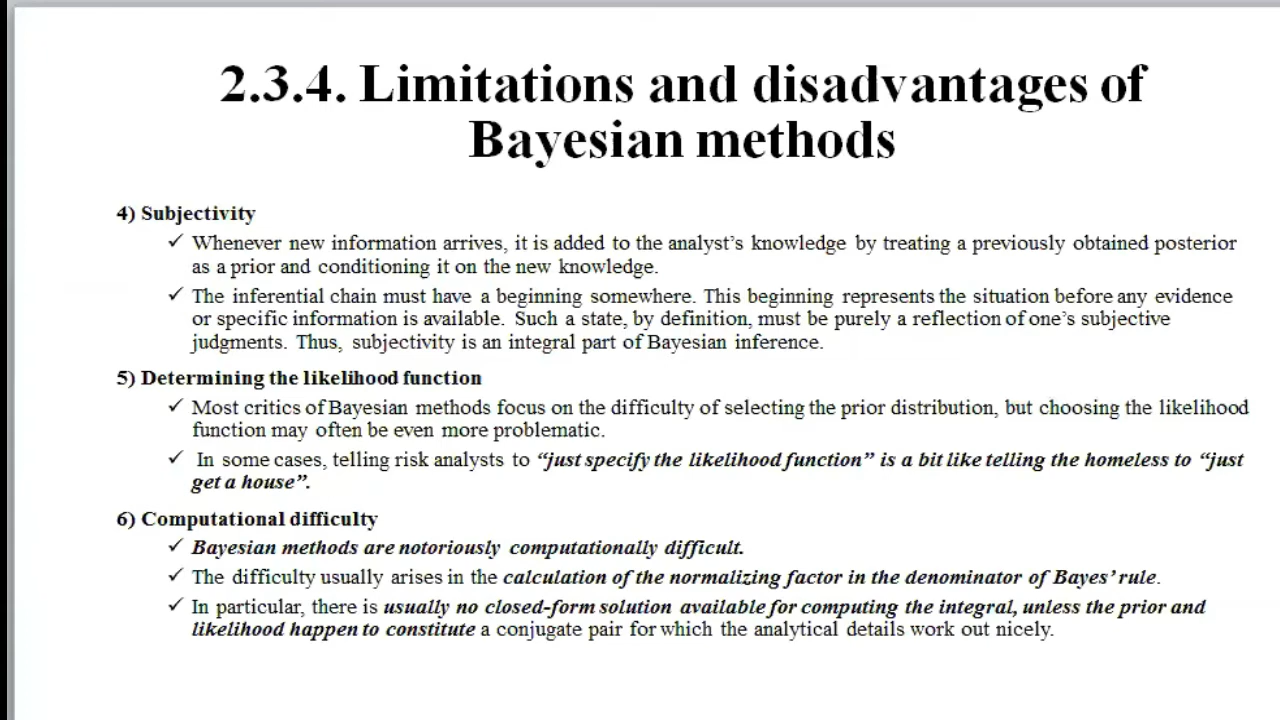 2.3.4. Limitations and disadvantages of
Bayesian methods
4) Subjectivity
✓ Whenever new information arrives, it is added to the analyst’s knowledge by treating a previously obtained posterior
as a prior and conditioning it on the new knowledge.
✓ The inferential chain must have a beginning somewhere. This beginning represents the situation before any evidence
or specific information is available. Such a state, by definition, must be purely a reflection of one’s subjective
judgments. Thus, subjectivity is an integral part of Bayesian inference.
5) Determining the likelihood function
✓ Most critics of Bayesian methods focus on the difficulty of selecting the prior distribution, but choosing the likelihood
function may often be even more problematic.
✓ In some cases, telling risk analysts to “just specify the likelihood function” is a bit like telling the homeless to “just
get a house”.
6) Computational difficulty
✓ Bayesian methods are notoriously computationally difficult.
✓ The difficulty usually arises in the calculation of the normalizing factor in the denominator of Bayes’ rule.
✓ In particular, there is usually no closed-form solution available for computing the integral, unless the prior and
likelihood happen to constitute a conjugate pair for which the analytical details work out nicely.